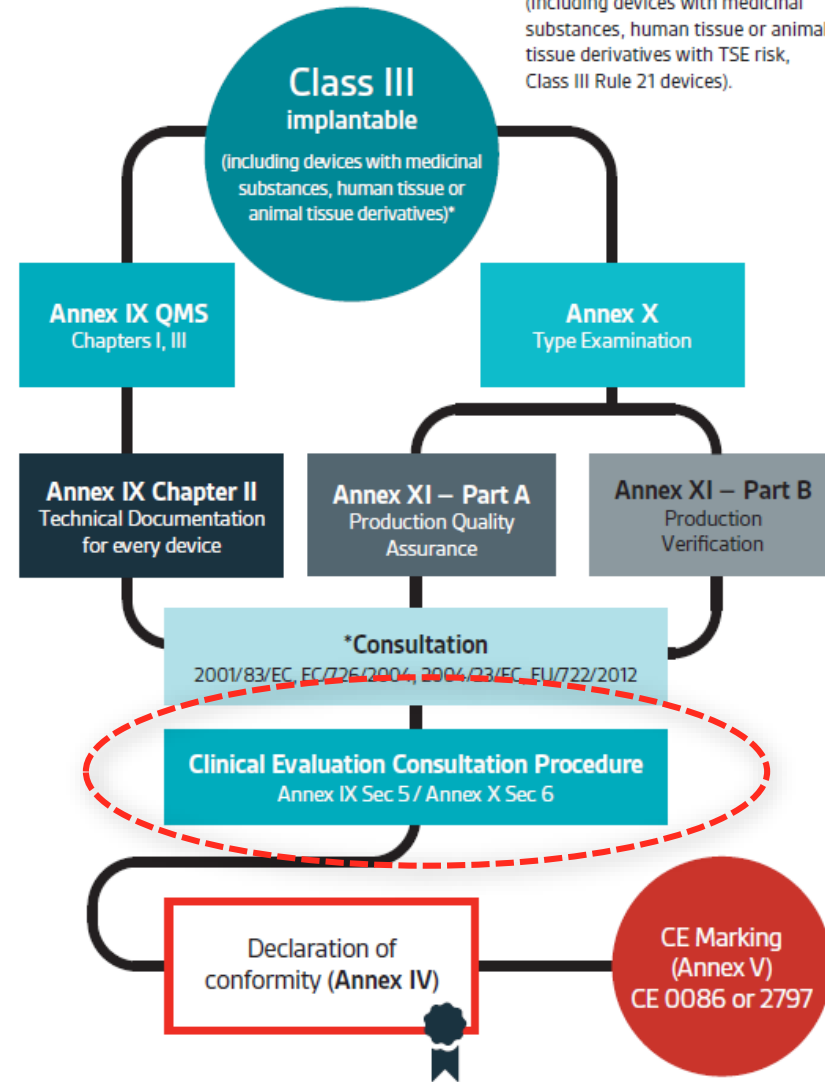 (including devices with medicinal
substances, human tissue or animal
tissue derivatives with TSE risk,
Class III Rule 21 devices).
Class III
implantable
(including devices with medicinal
substances, human tissue or
animal tissue derivatives)*
Annex IX QMS
Chapters I, III
Annex X
Type Examination
Annex IX Chapter II
Technical Documentation
for every device
Annex XI – Part A
Production Quality
Assurance
Annex XI – Part B
Production
Verification
*Consultation
2001/83/EC, EC/726/2004, 2004/23/EC, EU/722/2012
Clinical Evaluation Consultation Procedure
Annex IX Sec 5 / Annex X Sec 6
Declaration of
conformity (Annex IV)
CE Marking
(Annex V)
CE 0086 or 2797